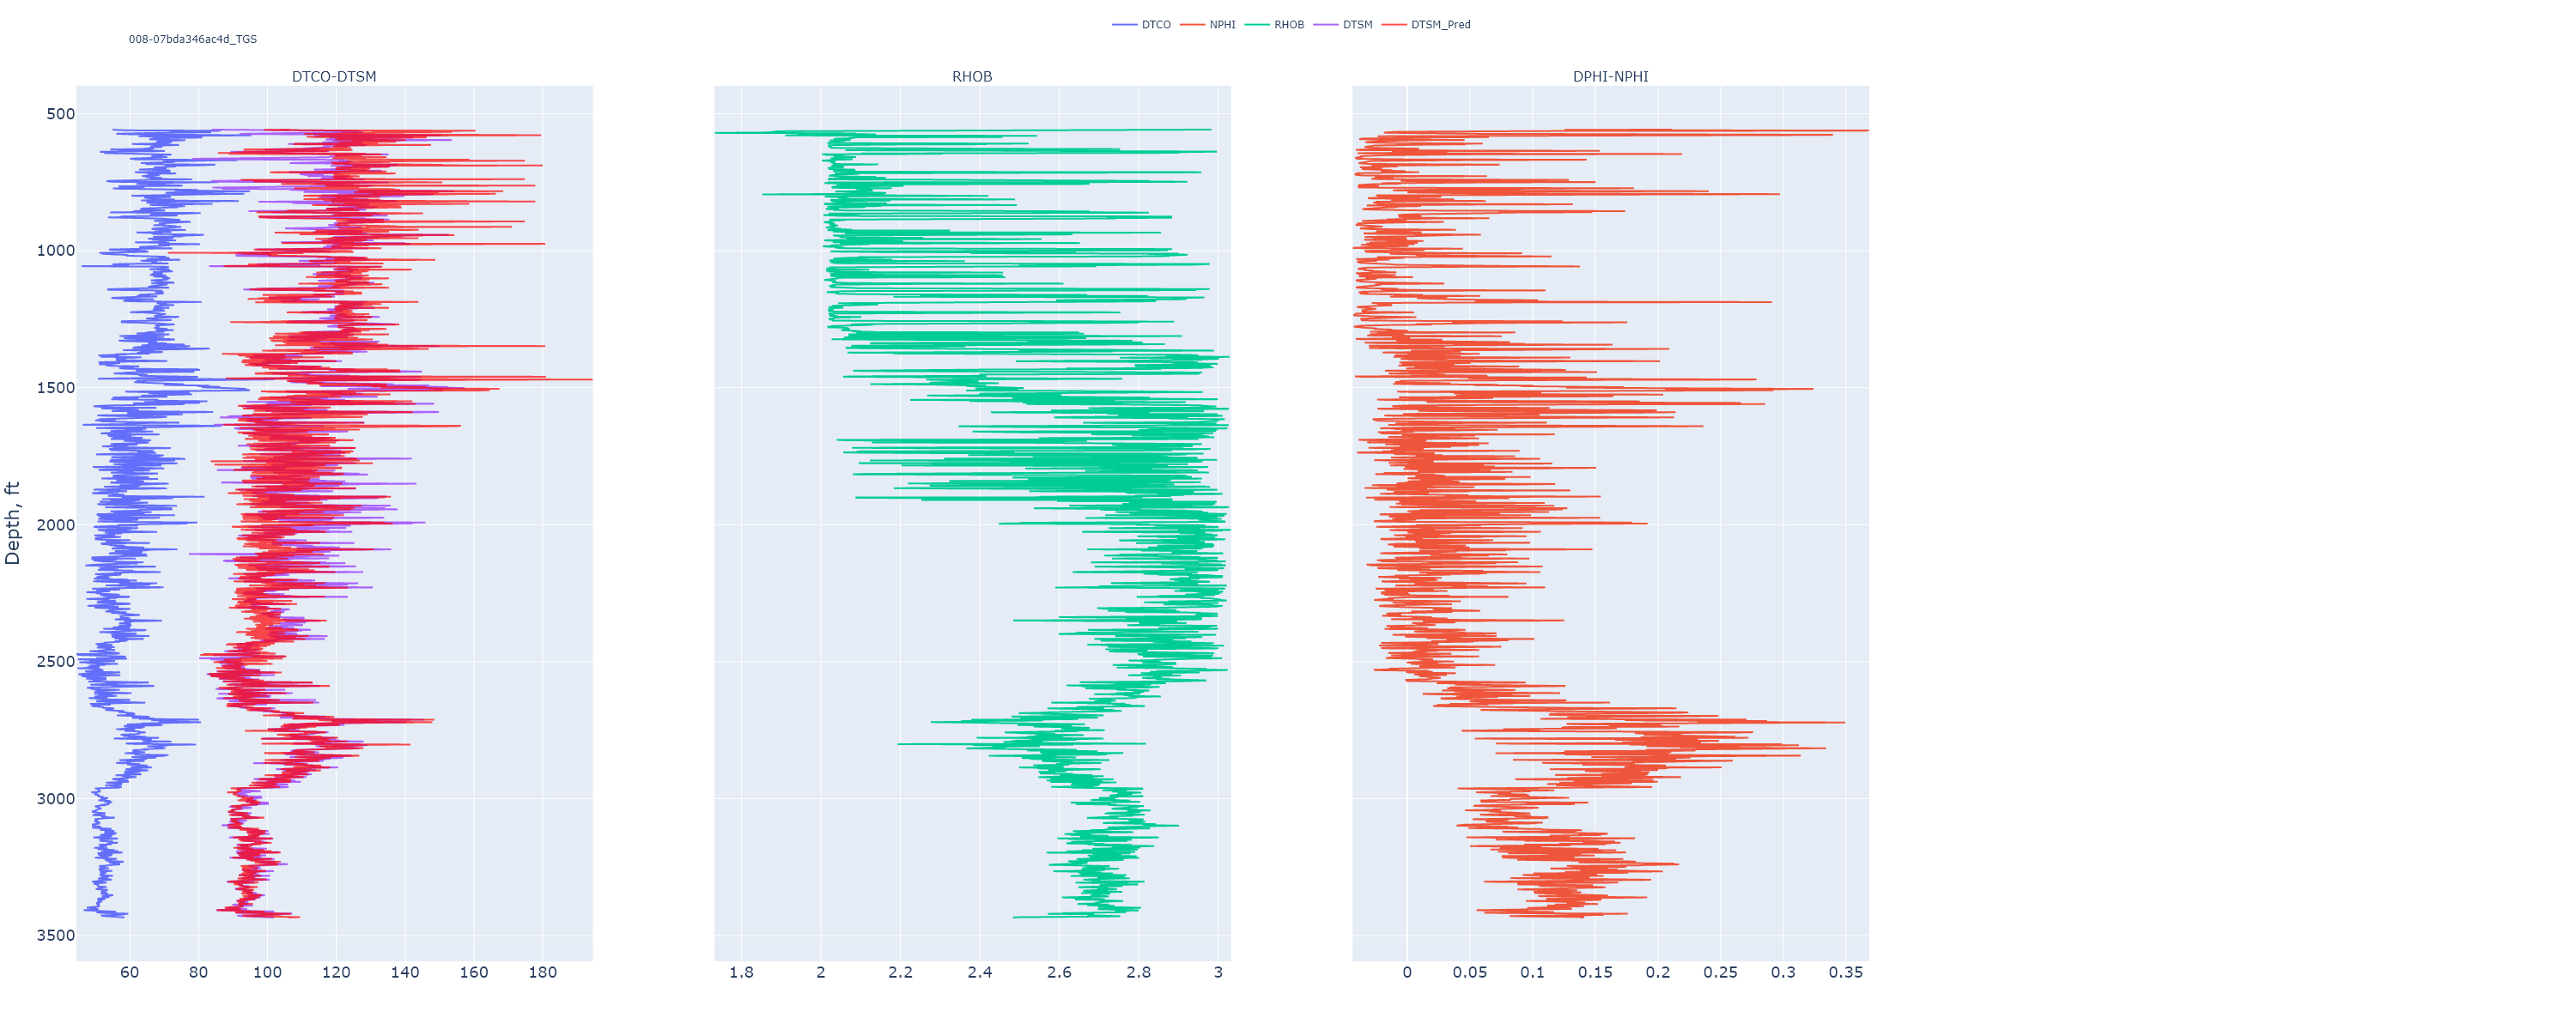 DTCO NPHI RHOB DTSM DTSM_Pred
008-07bda346ac4d_TGS
DTCO-DTSM RHOB DPHI-NPHI
Depth, ft
500
1000
1500
2000
2500
3000
3500
60 80 100 120 140 160 180
1.8 2 2.2 2.4 2.6 2.8 3
0 0.05 0.1 0.15 0.2 0.25 0.3 0.35